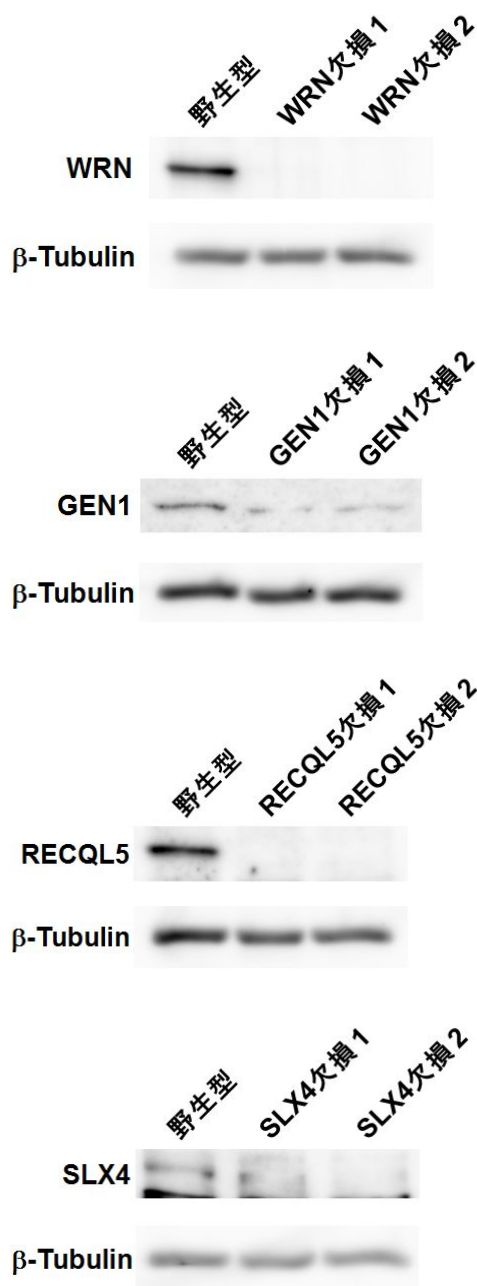 野生型
WRN欠損1
WRN欠損2
WRN
β-Tubulin
野生型
GEN1欠損1
GEN1欠損2
GEN1
β-Tubulin
野生型
RECQL5欠損1
RECQL5欠損2
RECQL5
β-Tubulin
野生型
SLX4欠損1
SLX4欠損2
SLX4
β-Tubulin